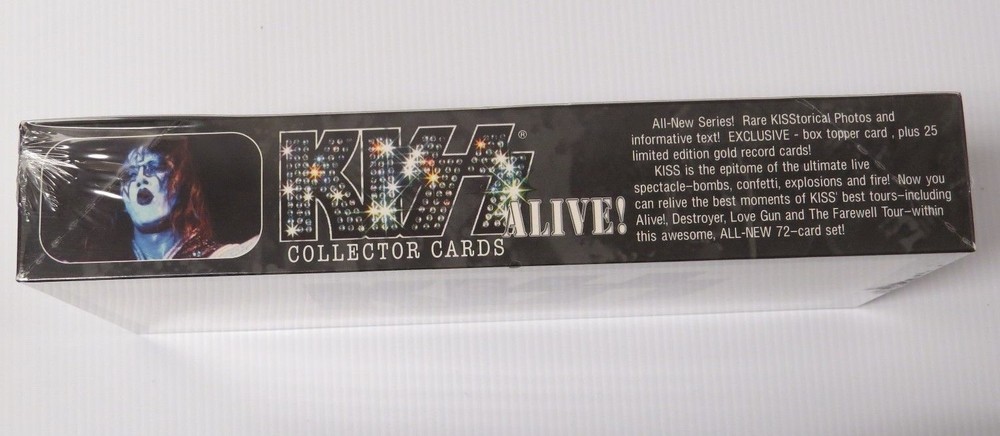 KISS®
ALIVE!
COLLECTOR CARDS
All-New Series! Rare KISStorical Photos and
informative text! EXCLUSIVE - box topper card , plus 25
limited edition gold record cards!
KISS is the epitome of the ultimate live
spectacle–bombs, confetti, explosions and fire! Now you
can relive the best moments of KISS' best tours–including
Alive!, Destroyer, Love Gun and The Farewell Tour–within
this awesome, ALL-NEW 72-card set!